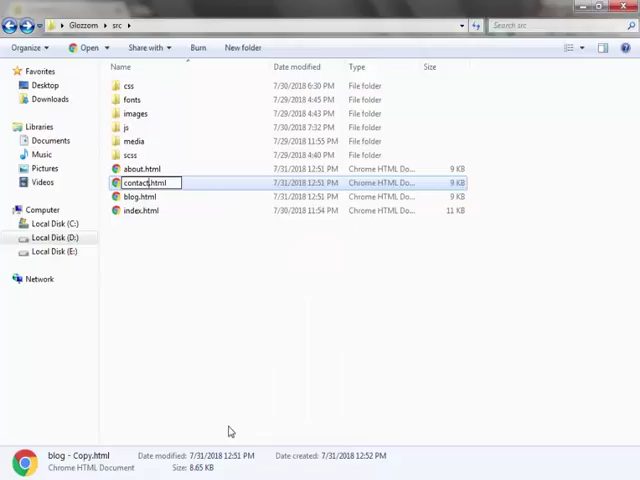 Glozzom ▸ src ▸
Search src
Organize ▾ Open ▾ Share with ▾ Burn New folder
Name Date modified Type Size
Favorites
Desktop
Downloads
Libraries
Documents
Music
Pictures
Videos
Computer
Local Disk (C:)
Local Disk (D:)
Local Disk (E:)
Network
css 7/30/2018 6:30 PM File folder
fonts 7/29/2018 4:45 PM File folder
images 7/29/2018 4:43 PM File folder
js 7/30/2018 7:32 PM File folder
media 7/29/2018 11:55 PM File folder
scss 7/29/2018 4:40 PM File folder
about.html 7/31/2018 12:51 PM Chrome HTML Do... 9 KB
contact.html 7/31/2018 12:51 PM Chrome HTML Do... 9 KB
blog.html 7/31/2018 12:51 PM Chrome HTML Do... 9 KB
index.html 7/30/2018 11:54 PM Chrome HTML Do... 11 KB
blog - Copy.html Date modified: 7/31/2018 12:51 PM Date created: 7/31/2018 12:52 PM
Chrome HTML Document Size: 8.65 KB